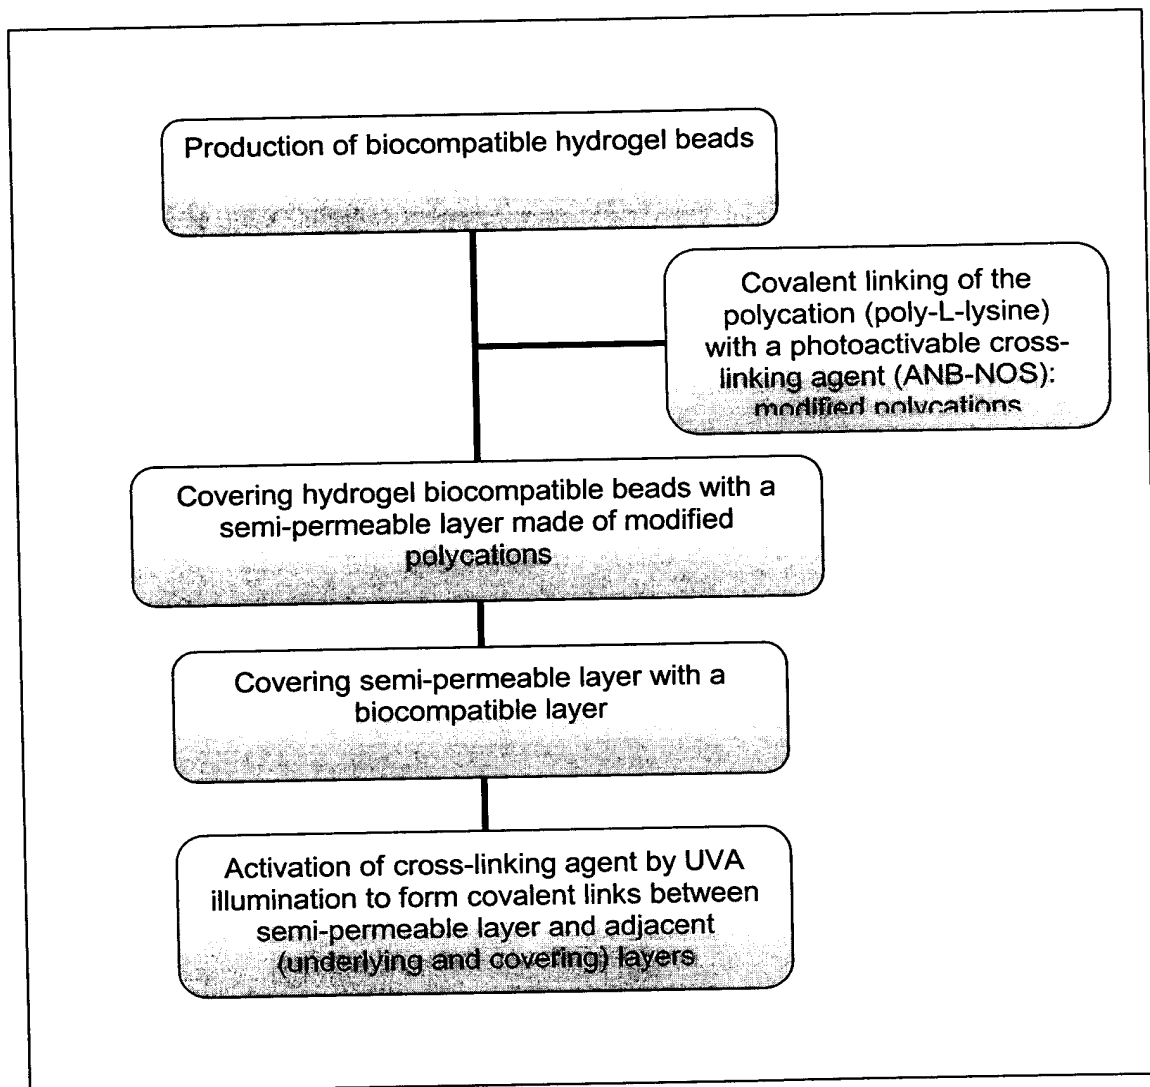 Production of biocompatible hydrogel beads
Covalent linking of the
polycation (poly-L-lysine)
with a photoactivable cross-
linking agent (ANB-NOS):
modified polycations
Covering hydrogel biocompatible beads with a
semi-permeable layer made of modified
polycations
Covering semi-permeable layer with a
biocompatible layer
Activation of cross-linking agent by UVA
illumination to form covalent links between
semi-permeable layer and adjacent
(underlying and covering) layers